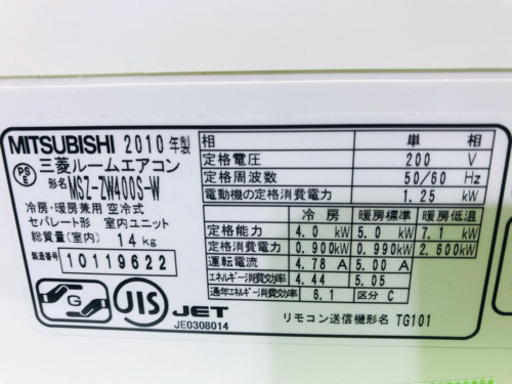 MITSUBISHI 2010年製
三菱ルームエアコン
形名 MSZ-ZW400S-W
冷房・暖房兼用 空冷式
セパレート形 室内ユニット
総質量(室内) 14kg
製造番号 10119622
G JIS JET
JE0308014
相 単相
定格電圧 200 V
定格周波数 50/60 Hz
電動機の定格消費電力 1.25 kW
冷房 暖房標準 暖房低温
定格能力 4.0 kW 5.0 kW 7.1 kW
定格消費電力 0.900kW 0.990kW 2.600kW
運転電流 4.78 A 5.00 A
エネルギー消費効率 4.44 5.05
通年エネルギー消費効率 6.1 区分 C
リモコン送信機形名 TG101